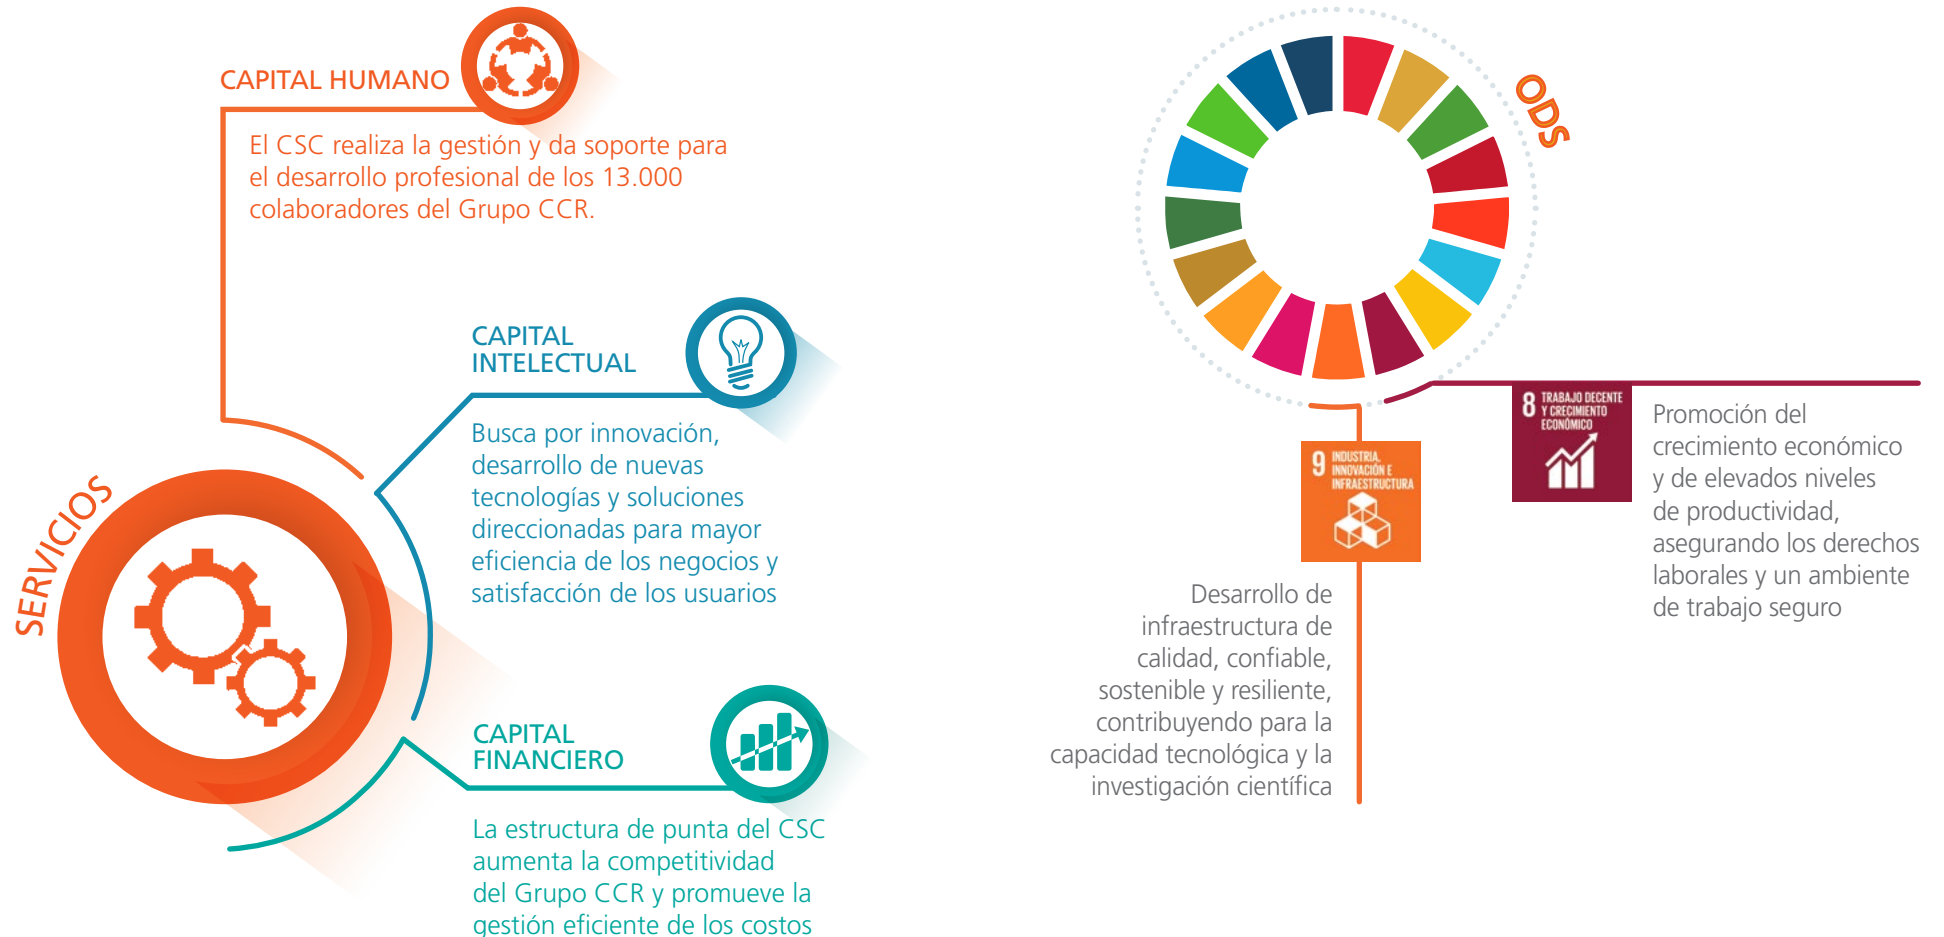 CAPITAL HUMANO
El CSC realiza la gestión y da soporte para
el desarrollo profesional de los 13.000
colaboradores del Grupo CCR.
SERVICIOS
CAPITAL
INTELECTUAL
Busca por innovación,
desarrollo de nuevas
tecnologías y soluciones
direccionadas para mayor
eficiencia de los negocios y
satisfacción de los usuarios
CAPITAL
FINANCIERO
La estructura de punta del CSC
aumenta la competitividad
del Grupo CCR y promueve la
gestión eficiente de los costos
ODS
8 TRABAJO DECENTE
Y CRECIMIENTO
ECONÓMICO
Promoción del
crecimiento económico
y de elevados niveles
de productividad,
asegurando los derechos
laborales y un ambiente
de trabajo seguro
9 INDUSTRIA,
INNOVACIÓN E
INFRAESTRUCTURA
Desarrollo de
infraestructura de
calidad, confiable,
sostenible y resiliente,
contribuyendo para la
capacidad tecnológica y la
investigación científica